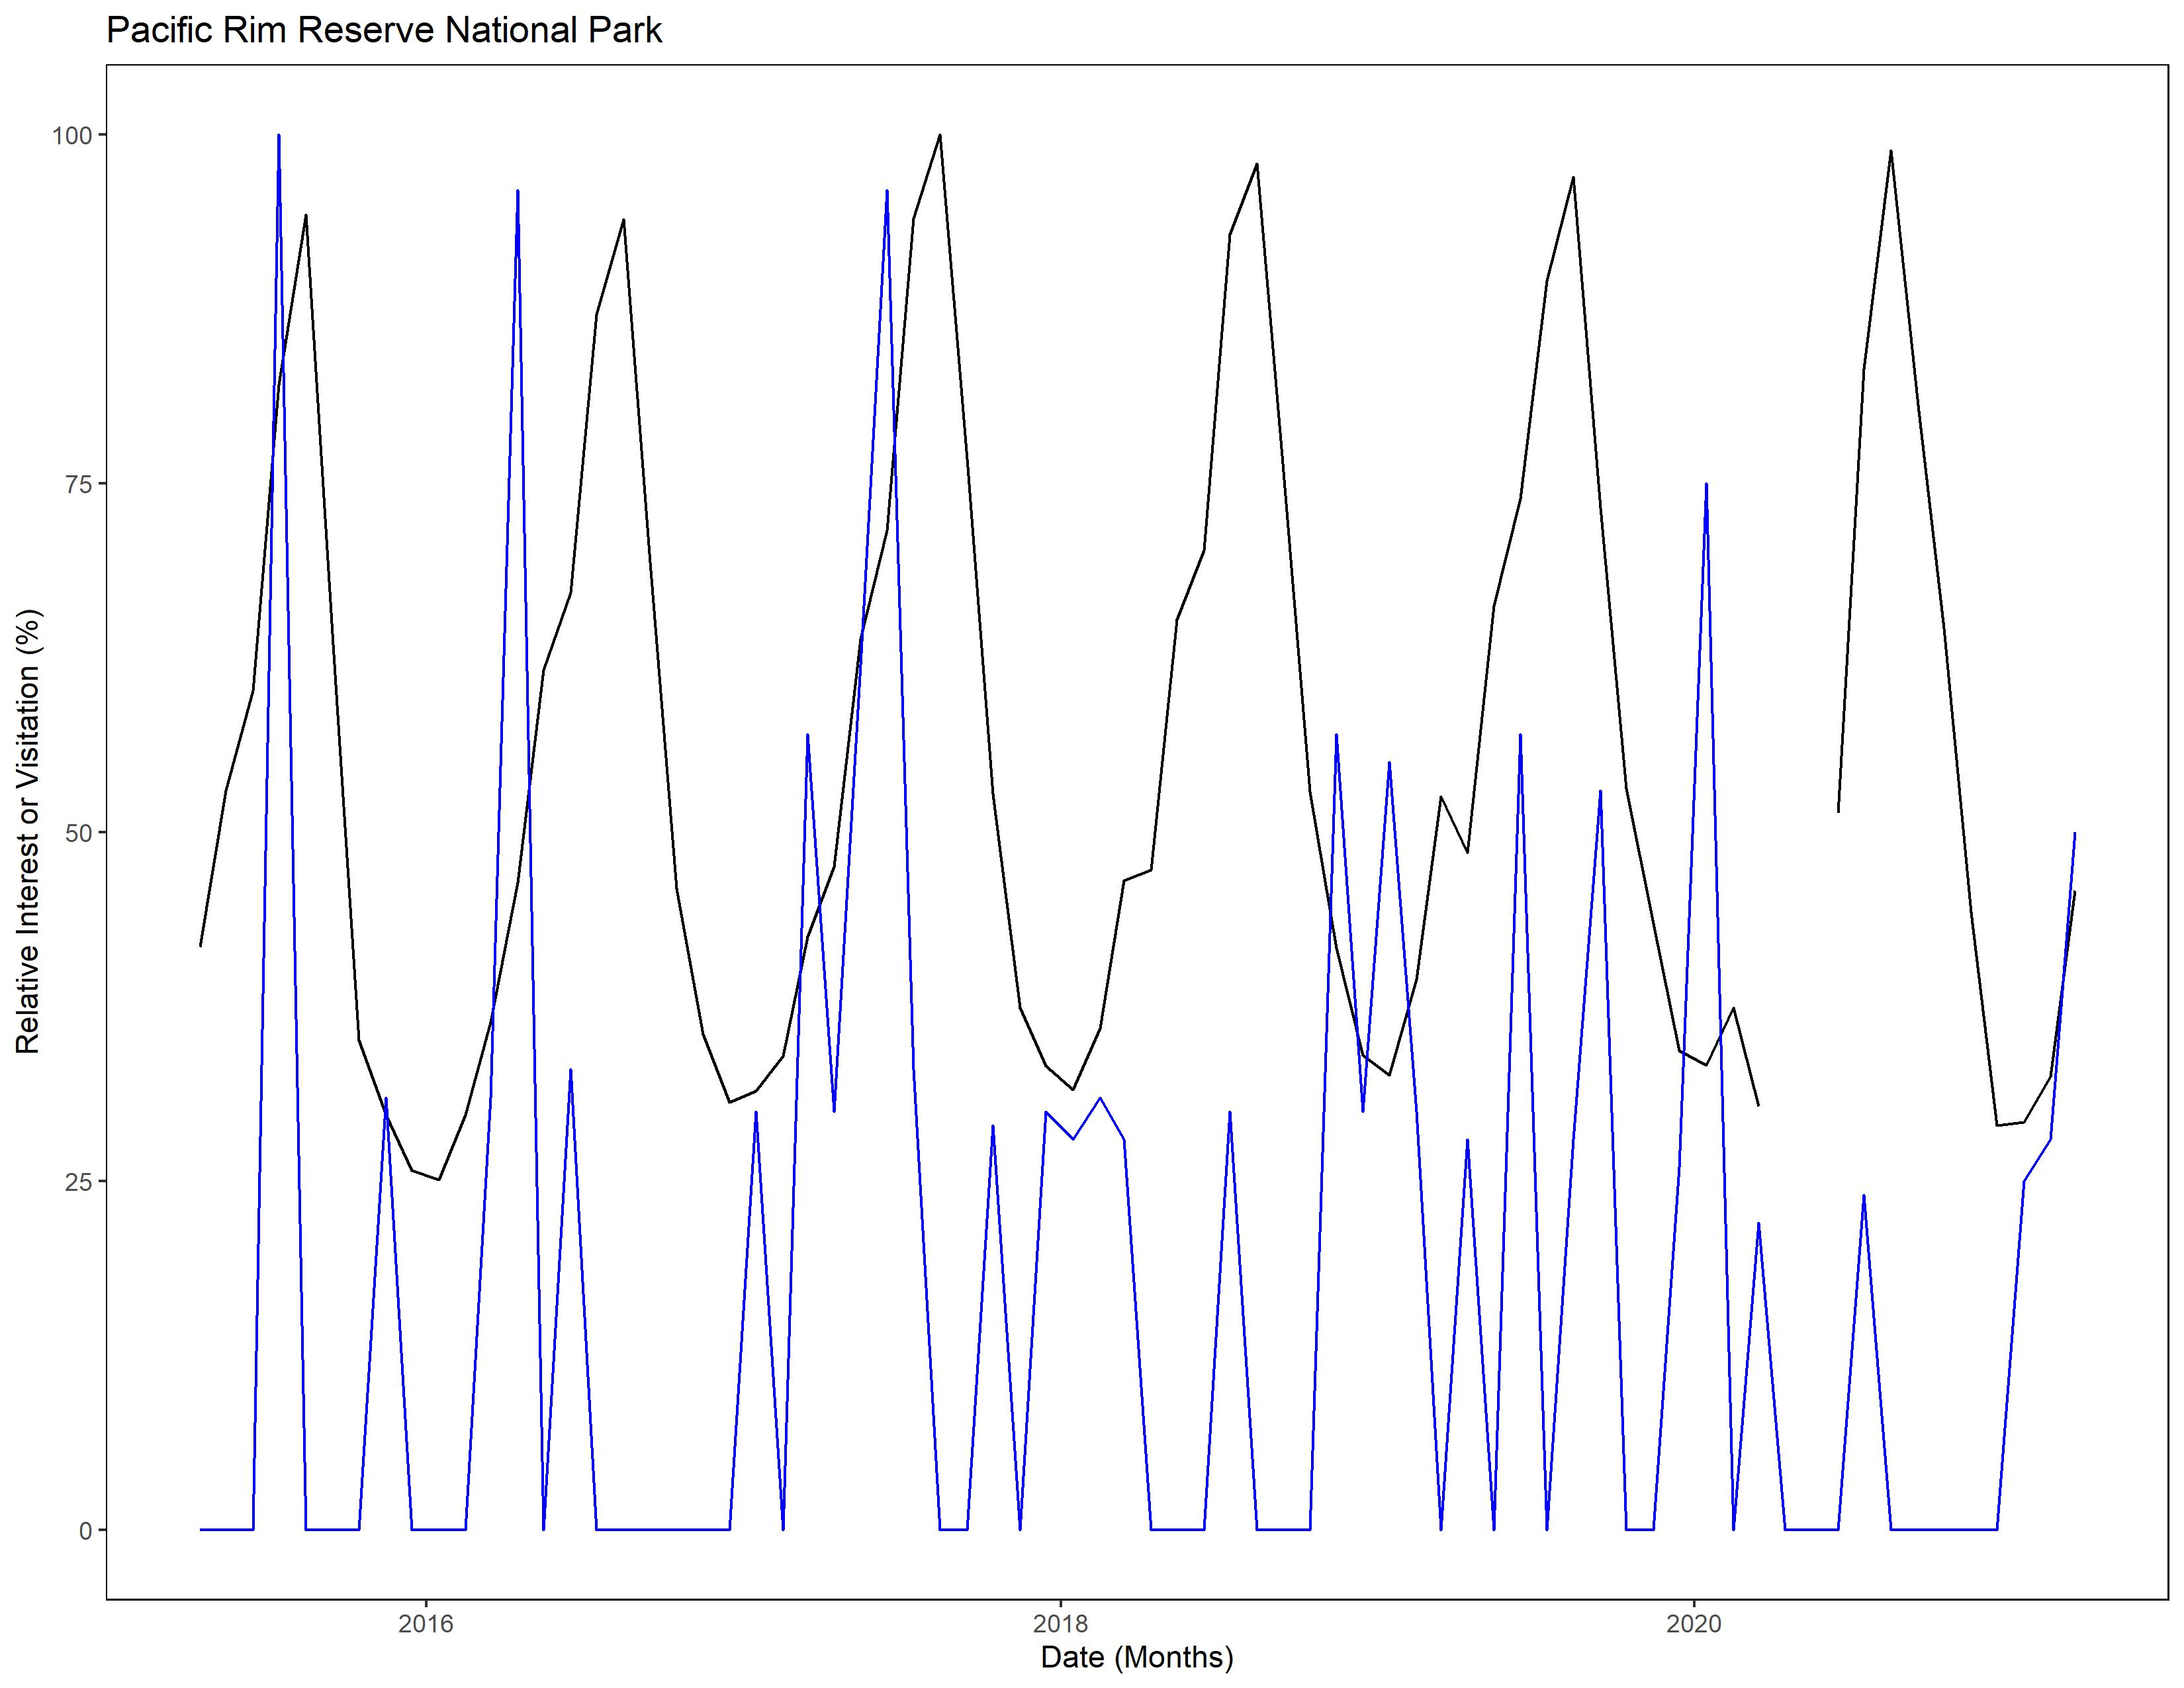 Pacific Rim Reserve National Park
Relative Interest or Visitation (%)
100
75
50
25
0
2016
2018
2020
Date (Months)